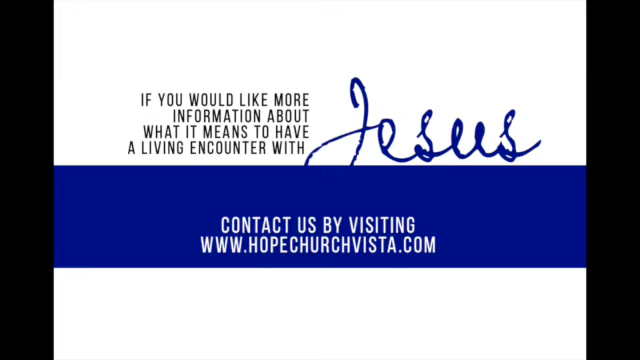 IF YOU WOULD LIKE MORE
INFORMATION ABOUT
WHAT IT MEANS TO HAVE
A LIVING ENCOUNTER WITH Jesus
CONTACT US BY VISITING
WWW.HOPECHURCHVISTA.COM